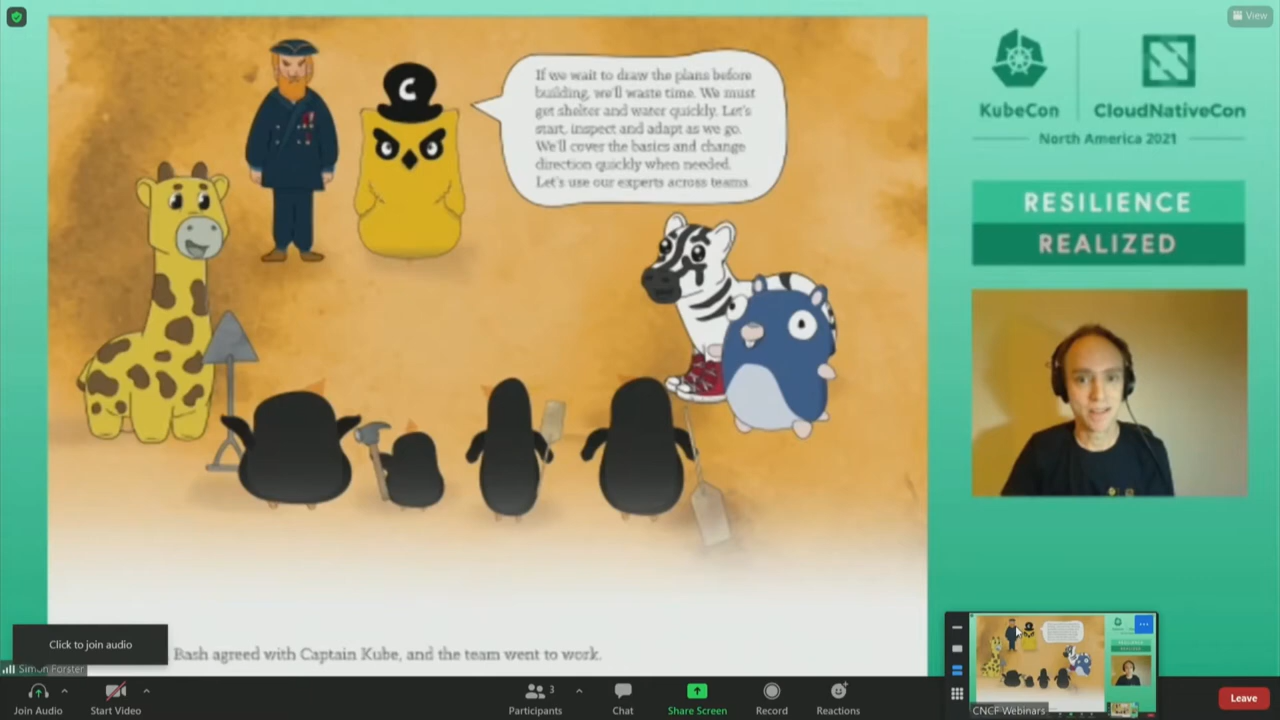 View
C
If we wait to draw the plans before
building, we'll waste time. We must
get shelter and water quickly. Let's
start, inspect and adapt as we go.
We'll cover the basics and change
direction quickly when needed.
Let's use our experts across teams.
KubeCon
CloudNativeCon
North America 2021
RESILIENCE
REALIZED
Click to join audio
Bash agreed with Captain Kube, and the team went to work.
Simon Forster
CNCF Webinars
3
Join Audio
Start Video
Participants
Chat
Share Screen
Record
Reactions
Leave